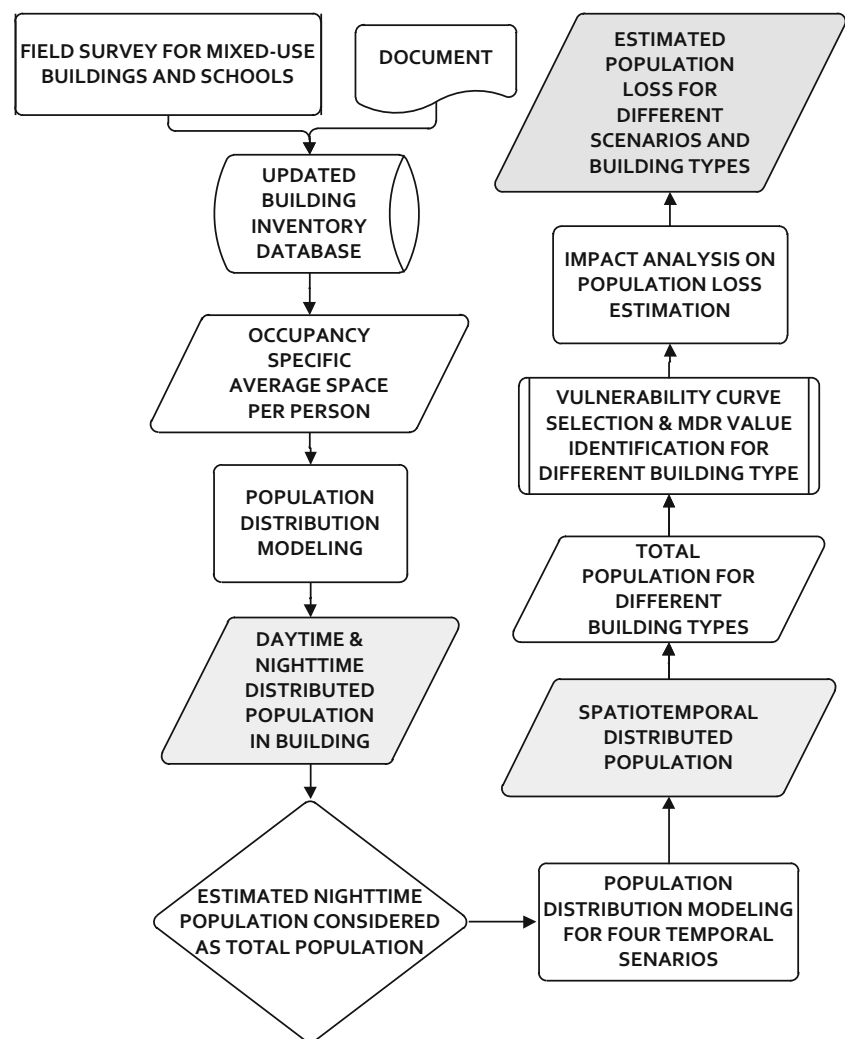 FIELD SURVEY FOR MIXED-USE
BUILDINGS AND SCHOOLS
DOCUMENT
UPDATED
BUILDING
INVENTORY
DATABASE
OCCUPANCY
SPECIFIC
AVERAGE SPACE
PER PERSON
POPULATION
DISTRIBUTION
MODELING
DAYTIME &
NIGHTTIME
DISTRIBUTED
POPULATION
IN BUILDING
ESTIMATED NIGHTTIME
POPULATION CONSIDERED
AS TOTAL POPULATION
POPULATION
DISTRIBUTION MODELING
FOR FOUR TEMPORAL
SENARIOS
SPATIOTEMPORAL
DISTRIBUTED
POPULATION
TOTAL
POPULATION FOR
DIFFERENT
BUILDING TYPES
VULNERABILITY CURVE
SELECTION & MDR VALUE
IDENTIFICATION FOR
DIFFERENT BUILDING TYPE
IMPACT ANALYSIS ON
POPULATION LOSS
ESTIMATION
ESTIMATED
POPULATION
LOSS FOR
DIFFERENT
SCENARIOS AND
BUILDING TYPES